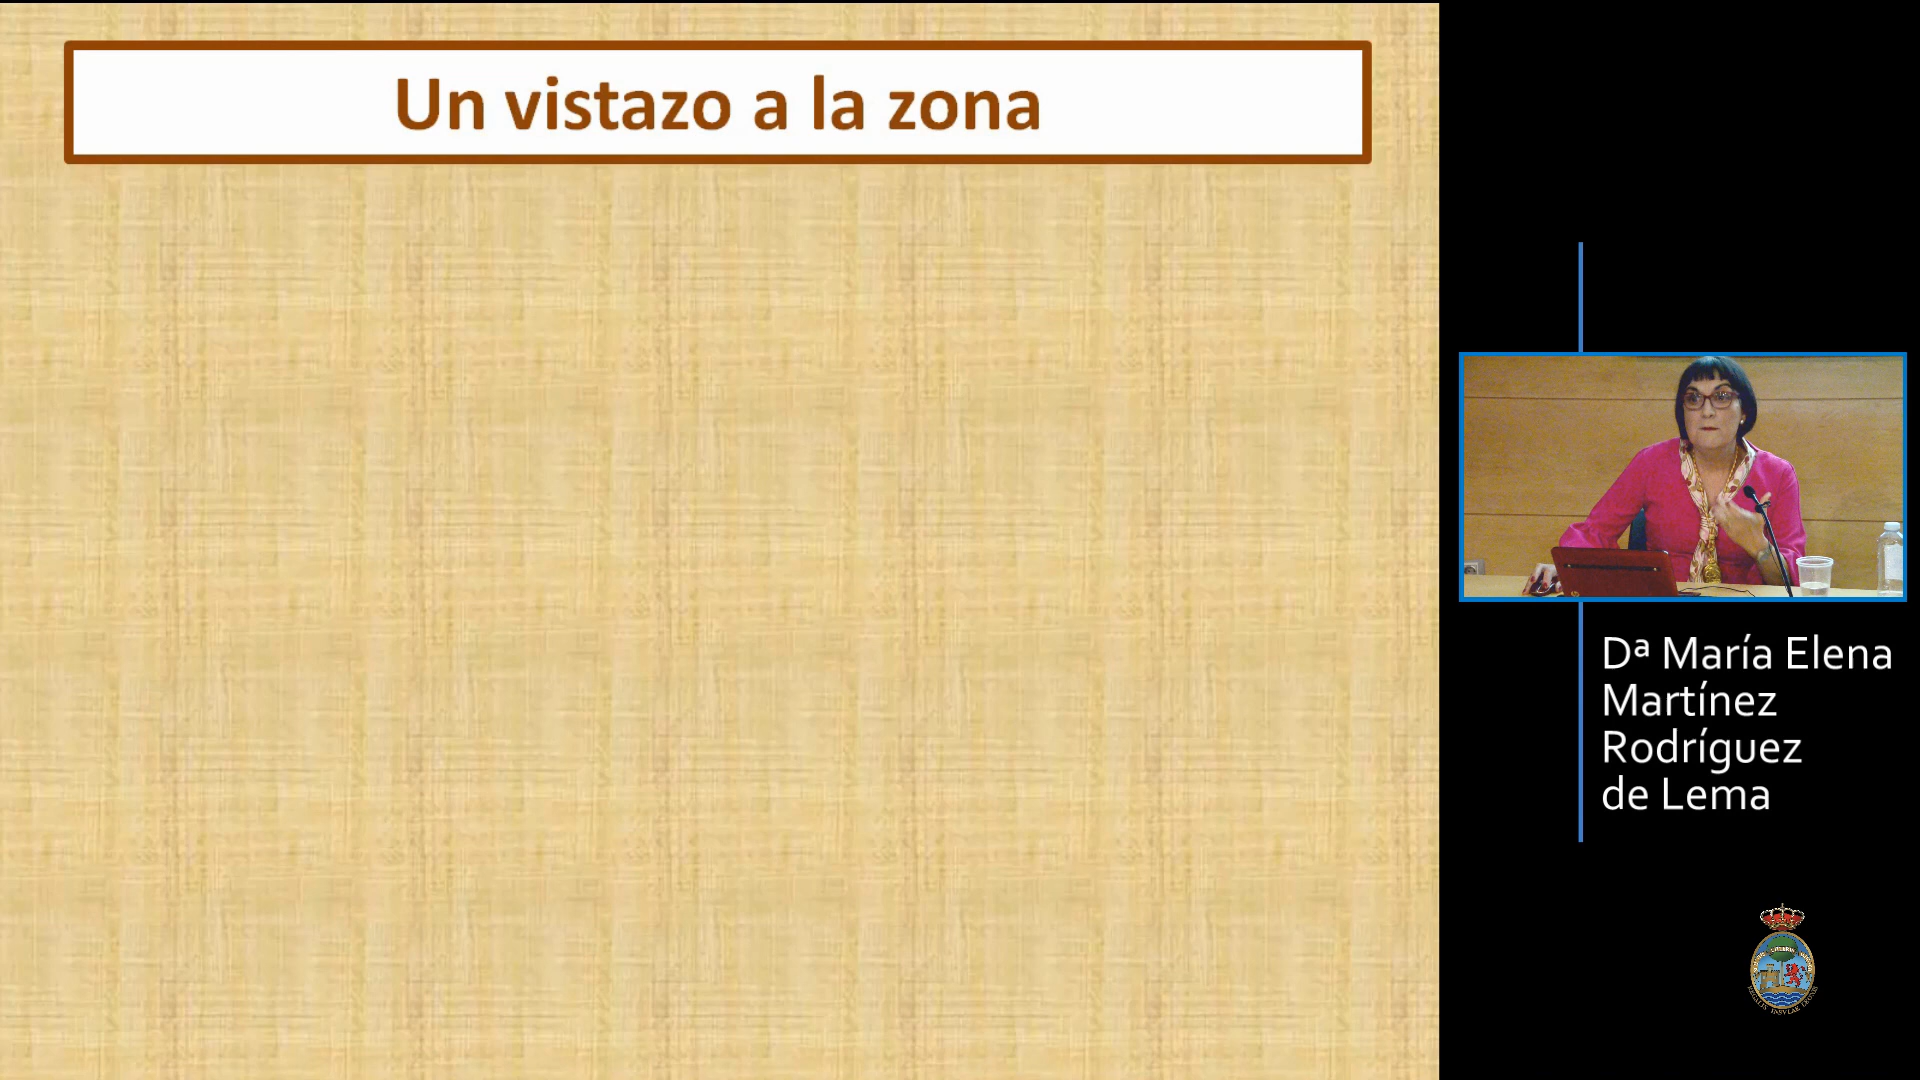 Un vistazo a la zona
Dª María Elena
Martínez
Rodríguez
de Lema